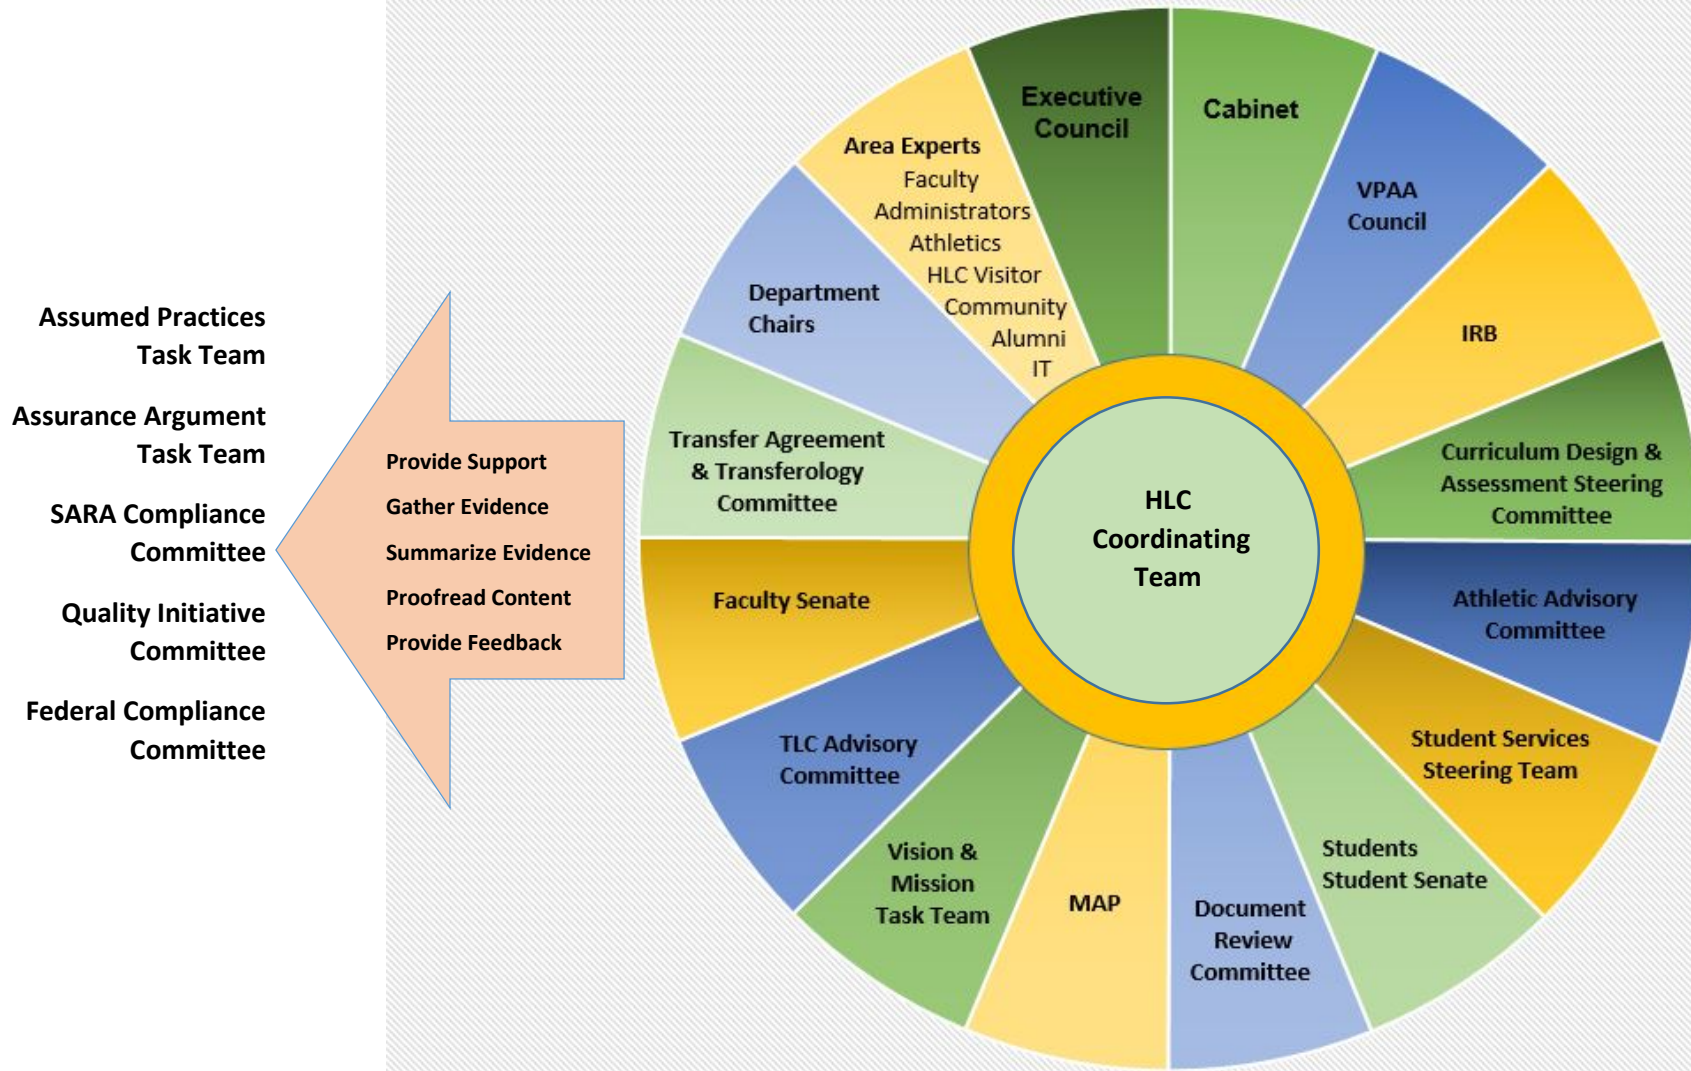 Assumed Practices
Task Team
Assurance Argument
Task Team
SARA Compliance
Committee
Quality Initiative
Committee
Federal Compliance
Committee
Provide Support
Gather Evidence
Summarize Evidence
Proofread Content
Provide Feedback
Executive
Council
Cabinet
VPAA
Council
IRB
Curriculum Design &
Assessment Steering
Committee
Athletic Advisory
Committee
Student Services
Steering Team
Students
Student Senate
Document
Review
Committee
MAP
Vision &
Mission
Task Team
TLC Advisory
Committee
Faculty Senate
Transfer Agreement
& Transferology
Committee
Department
Chairs
Area Experts
Faculty
Administrators
Athletics
HLC Visitor
Community
Alumni
IT
HLC
Coordinating
Team